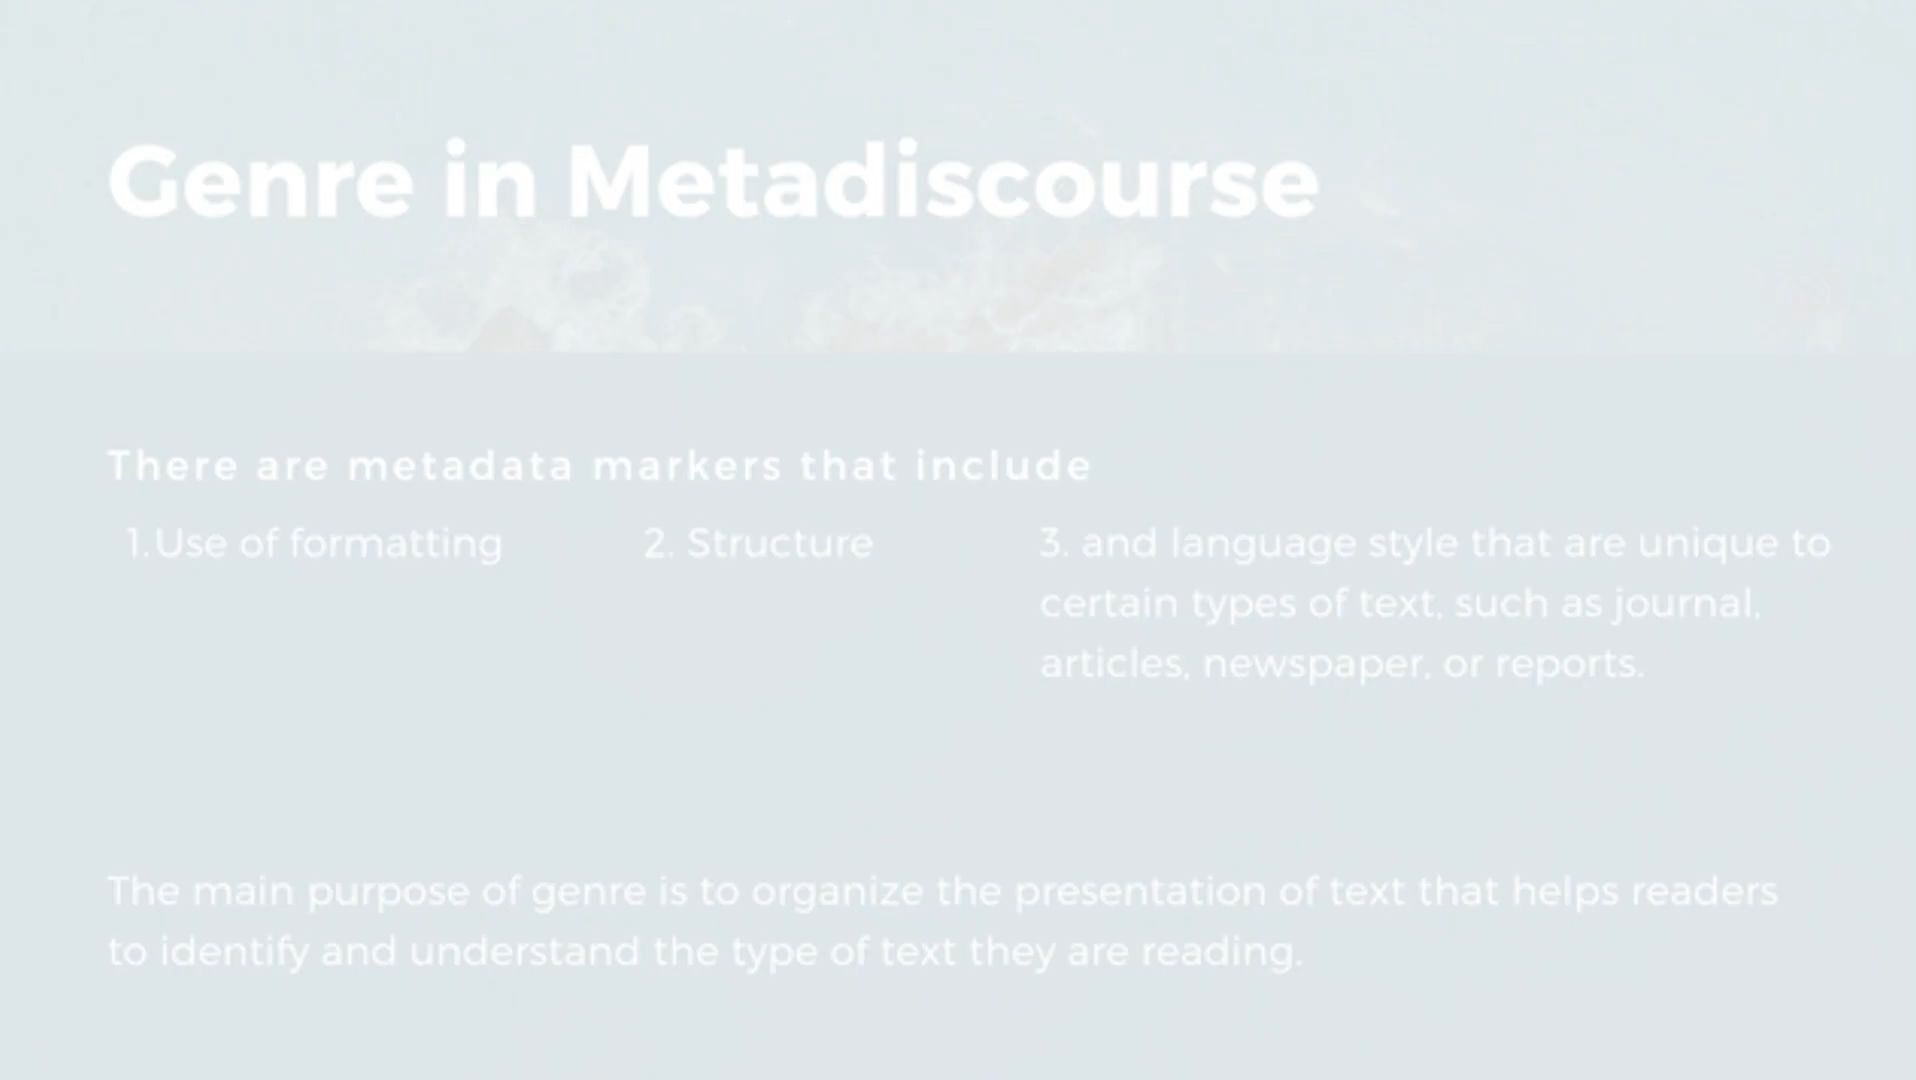 Genre in Metadiscourse
There are metadata markers that include
1.Use of formatting
2. Structure
3. and language style that are unique to
certain types of text, such as journal,
articles, newspaper, or reports.
The main purpose of genre is to organize the presentation of text that helps readers
to identify and understand the type of text they are reading.